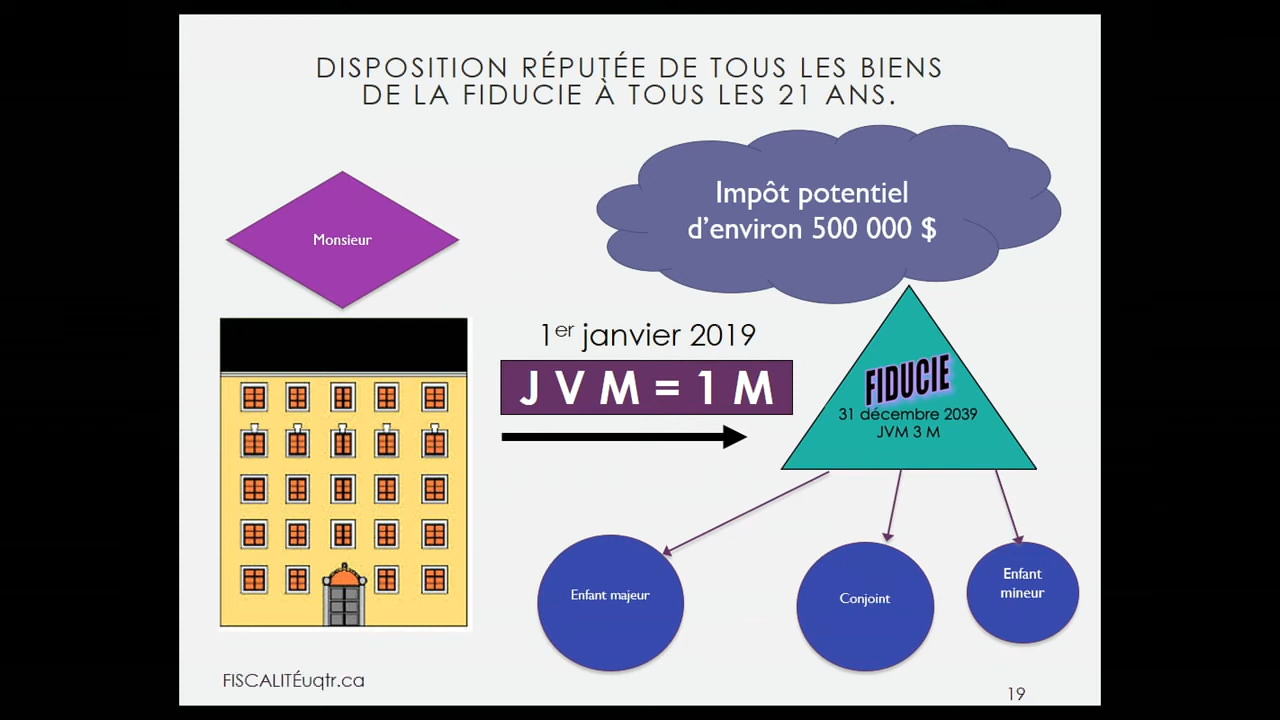 DISPOSITION RÉPUTÉE DE TOUS LES BIENS
DE LA FIDUCIE À TOUS LES 21 ANS.
Impôt potentiel
d'environ 500 000 $
Monsieur
1er janvier 2019
J V M = 1 M
FIDUCIE
31 décembre 2039
JVM 3 M
Enfant majeur
Conjoint
Enfant
mineur
FISCALITÉuqtr.ca
19